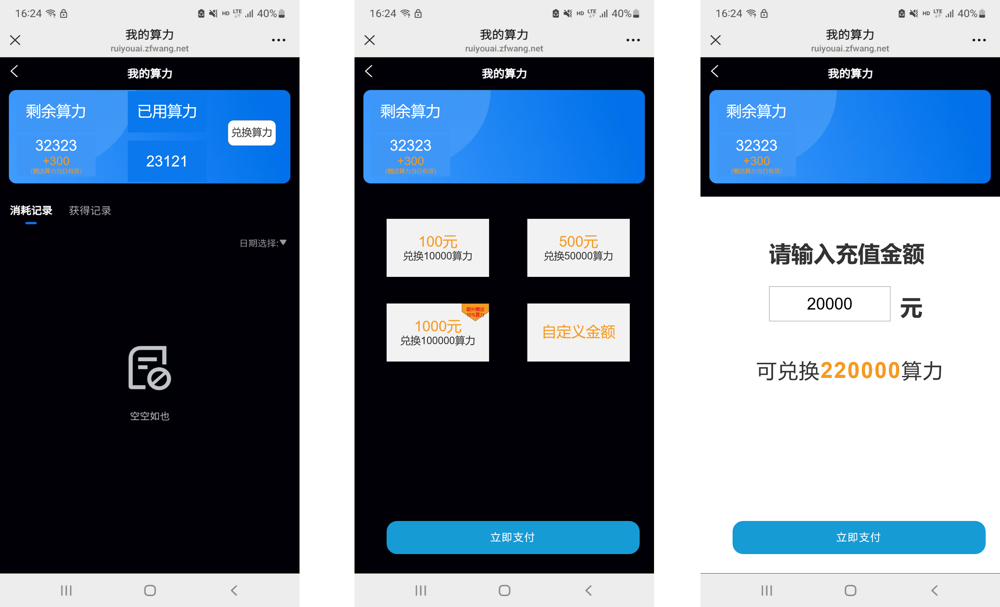 16:24 HD LTE 40%
我的算力
ruiyouai.zfwang.net
我的算力
剩余算力 已用算力
兑换算力
32323
+300
(赠送算力当日有效)
23121
消耗记录 获得记录
日期选择:
空空如也
16:24 HD LTE 40%
我的算力
ruiyouai.zfwang.net
我的算力
剩余算力
32323
+300
(赠送算力当日有效)
100元
兑换10000算力
500元
兑换50000算力
额外赠送
10%算力
1000元
兑换100000算力
自定义金额
立即支付
16:24 HD LTE 40%
我的算力
ruiyouai.zfwang.net
我的算力
剩余算力
32323
+300
(赠送算力当日有效)
请输入充值金额
20000 元
可兑换220000算力
立即支付